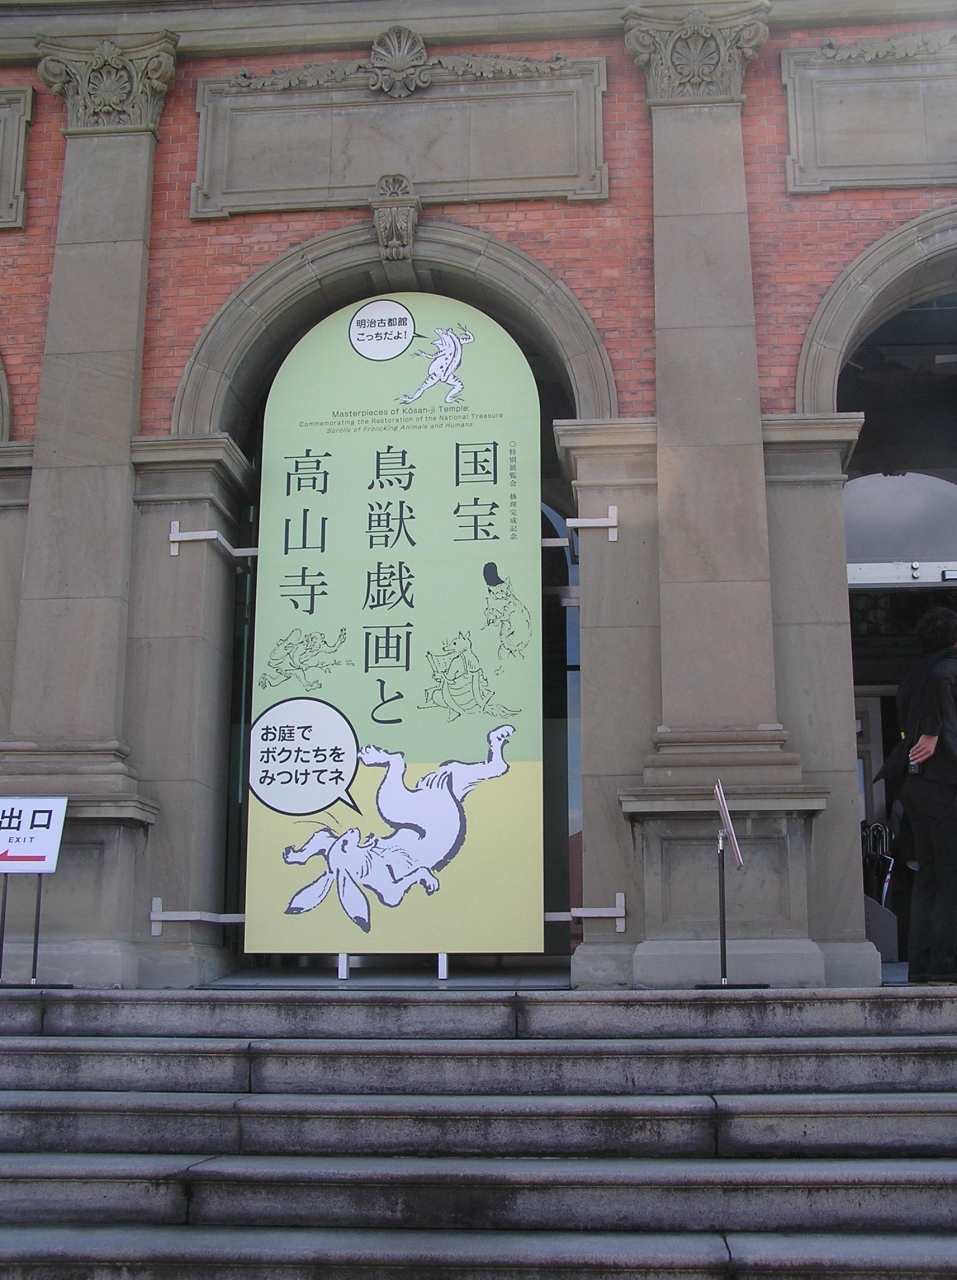 明治古都館
こっちだよ!
Masterpieces of Kōsan-ji Temple:
Commemorating the Restoration of the National Treasure
Scrolls of Frolicking Animals and Humans
○特別展覧会 修理完成記念
国宝
鳥獣戯画と
高山寺
お庭で
ボクたちを
みつけてネ
出口
EXIT